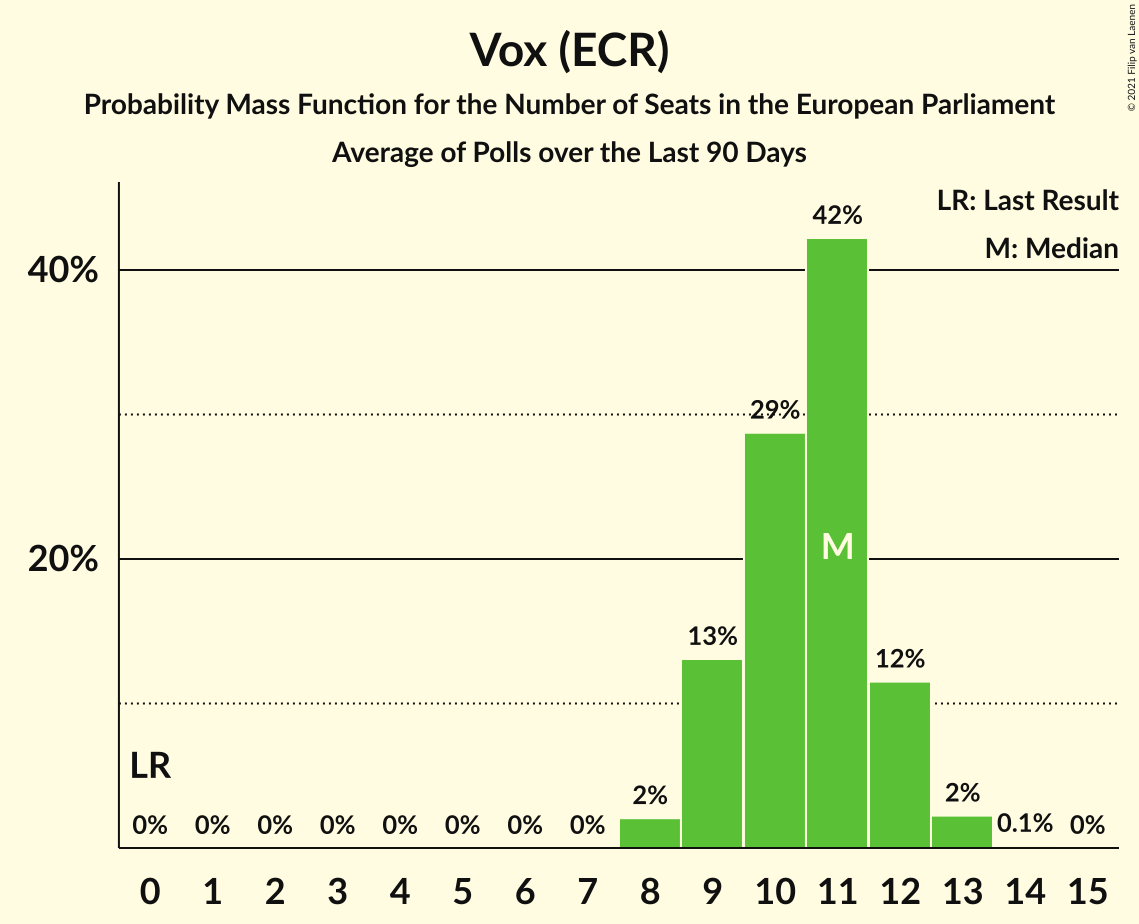 Vox (ECR)
Probability Mass Function for the Number of Seats in the European Parliament
Average of Polls over the Last 90 Days
© 2021 Filip van Laenen
LR: Last Result
M: Median
40%
20%
42%
29%
13%
12%
2%
2%
0.1%
0%
M
LR
0% 0% 0% 0% 0% 0% 0% 0%
0 1 2 3 4 5 6 7 8 9 10 11 12 13 14 15